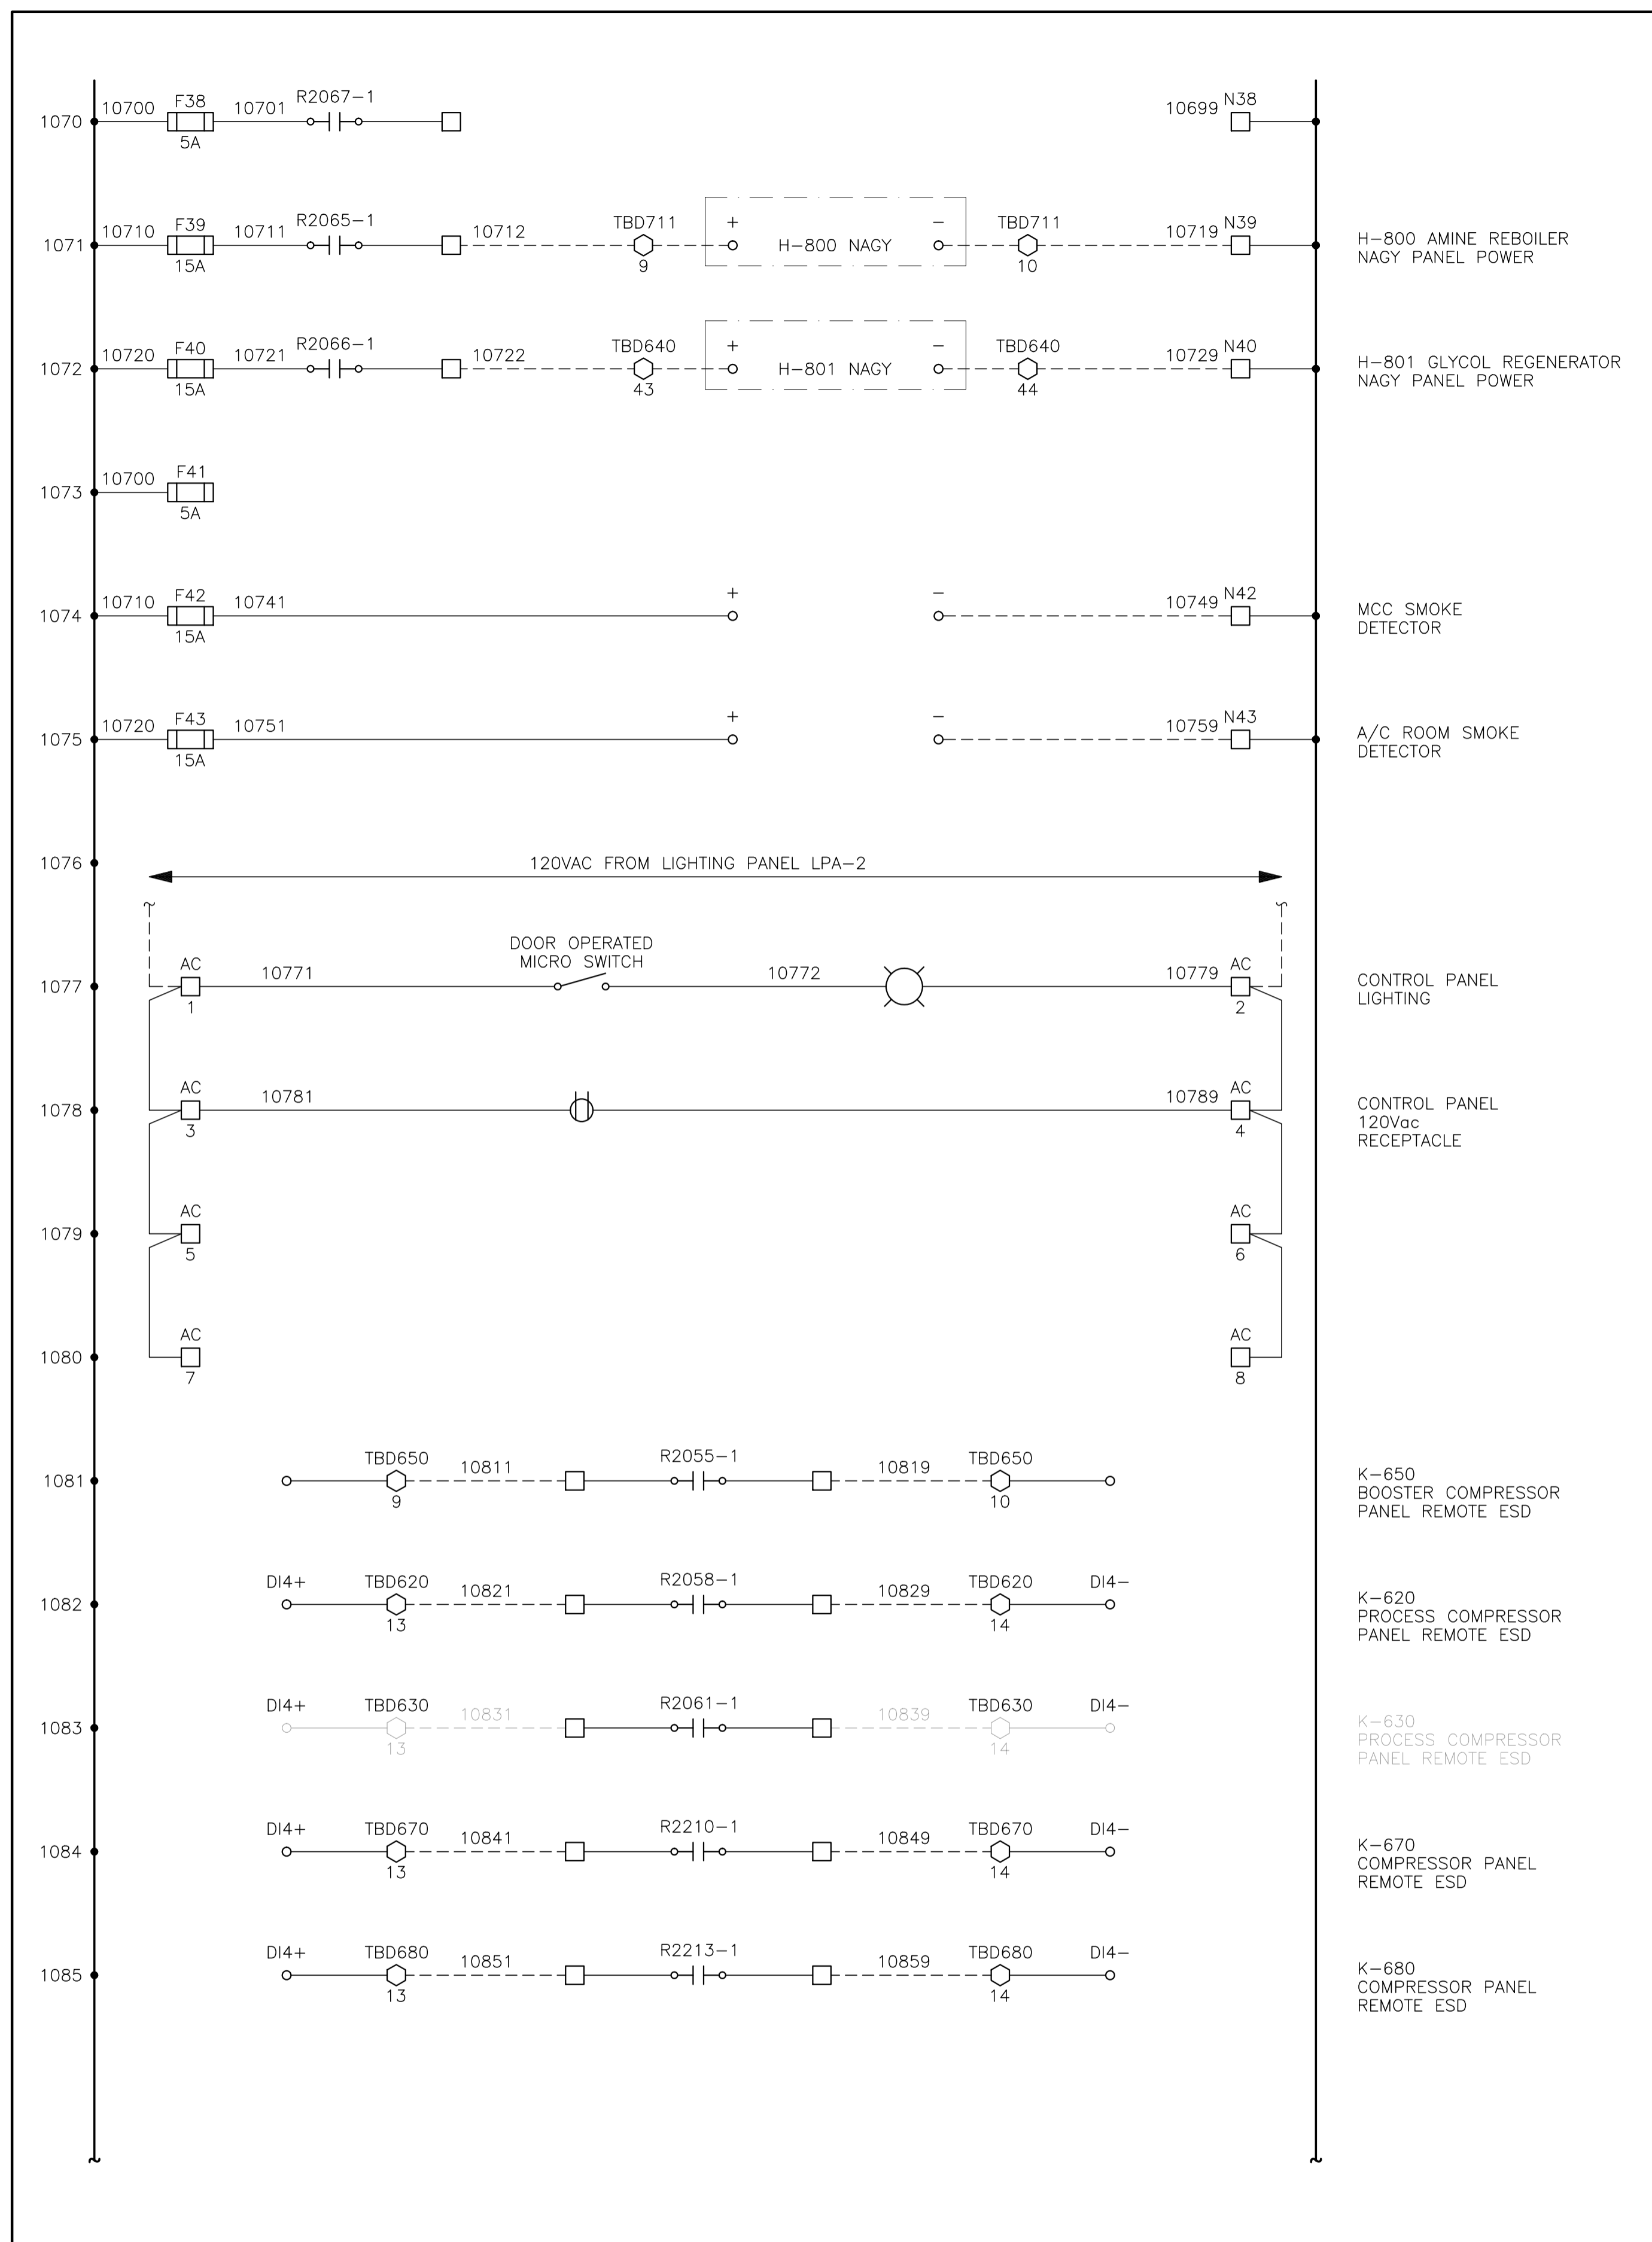 1070 10700 F38 5A 10701 R2067-1 10699 N38
1071 10710 F39 15A 10711 R2065-1 10712 TBD711 9 + H-800 NAGY - TBD711 10 10719 N39
H-800 AMINE REBOILER
NAGY PANEL POWER
1072 10720 F40 15A 10721 R2066-1 10722 TBD640 43 + H-801 NAGY - TBD640 44 10729 N40
H-801 GLYCOL REGENERATOR
NAGY PANEL POWER
1073 10700 F41 5A
1074 10710 F42 15A 10741 + - 10749 N42
MCC SMOKE
DETECTOR
1075 10720 F43 15A 10751 + - 10759 N43
A/C ROOM SMOKE
DETECTOR
1076 120VAC FROM LIGHTING PANEL LPA-2
DOOR OPERATED
MICRO SWITCH
1077 AC 1 10771 10772 10779 AC 2
CONTROL PANEL
LIGHTING
1078 AC 3 10781 10789 AC 4
CONTROL PANEL
120Vac
RECEPTACLE
1079 AC 5 AC 6
1080 AC 7 AC 8
1081 TBD650 9 10811 R2055-1 10819 TBD650 10
K-650
BOOSTER COMPRESSOR
PANEL REMOTE ESD
1082 DI4+ TBD620 13 10821 R2058-1 10829 TBD620 14 DI4-
K-620
PROCESS COMPRESSOR
PANEL REMOTE ESD
1083 DI4+ TBD630 13 10831 R2061-1 10839 TBD630 14 DI4-
K-630
PROCESS COMPRESSOR
PANEL REMOTE ESD
1084 DI4+ TBD670 13 10841 R2210-1 10849 TBD670 14 DI4-
K-670
COMPRESSOR PANEL
REMOTE ESD
1085 DI4+ TBD680 13 10851 R2213-1 10859 TBD680 14 DI4-
K-680
COMPRESSOR PANEL
REMOTE ESD